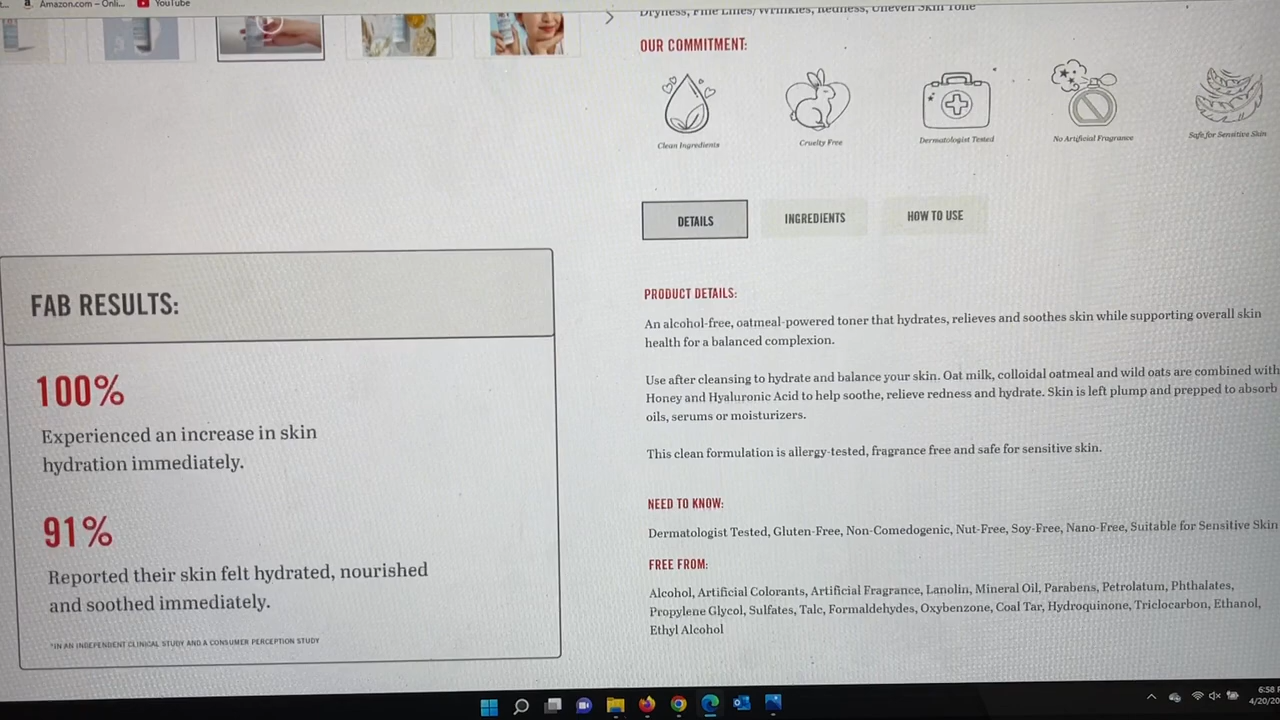 Amazon.com – Onli...
YouTube
Dryness, Fine Lines/Wrinkles, Redness, Uneven Skin Tone
OUR COMMITMENT:
Clean Ingredients
Cruelty Free
Dermatologist Tested
No Artificial Fragrance
Safe for Sensitive Skin
DETAILS
INGREDIENTS
HOW TO USE
FAB RESULTS:
100%
Experienced an increase in skin
hydration immediately.
91%
Reported their skin felt hydrated, nourished
and soothed immediately.
*IN AN INDEPENDENT CLINICAL STUDY AND A CONSUMER PERCEPTION STUDY
PRODUCT DETAILS:
An alcohol-free, oatmeal-powered toner that hydrates, relieves and soothes skin while supporting overall skin
health for a balanced complexion.
Use after cleansing to hydrate and balance your skin. Oat milk, colloidal oatmeal and wild oats are combined with
Honey and Hyaluronic Acid to help soothe, relieve redness and hydrate. Skin is left plump and prepped to absorb
oils, serums or moisturizers.
This clean formulation is allergy-tested, fragrance free and safe for sensitive skin.
NEED TO KNOW:
Dermatologist Tested, Gluten-Free, Non-Comedogenic, Nut-Free, Soy-Free, Nano-Free, Suitable for Sensitive Skin
FREE FROM:
Alcohol, Artificial Colorants, Artificial Fragrance, Lanolin, Mineral Oil, Parabens, Petrolatum, Phthalates,
Propylene Glycol, Sulfates, Talc, Formaldehydes, Oxybenzone, Coal Tar, Hydroquinone, Triclocarbon, Ethanol,
Ethyl Alcohol
6:58
4/20/20